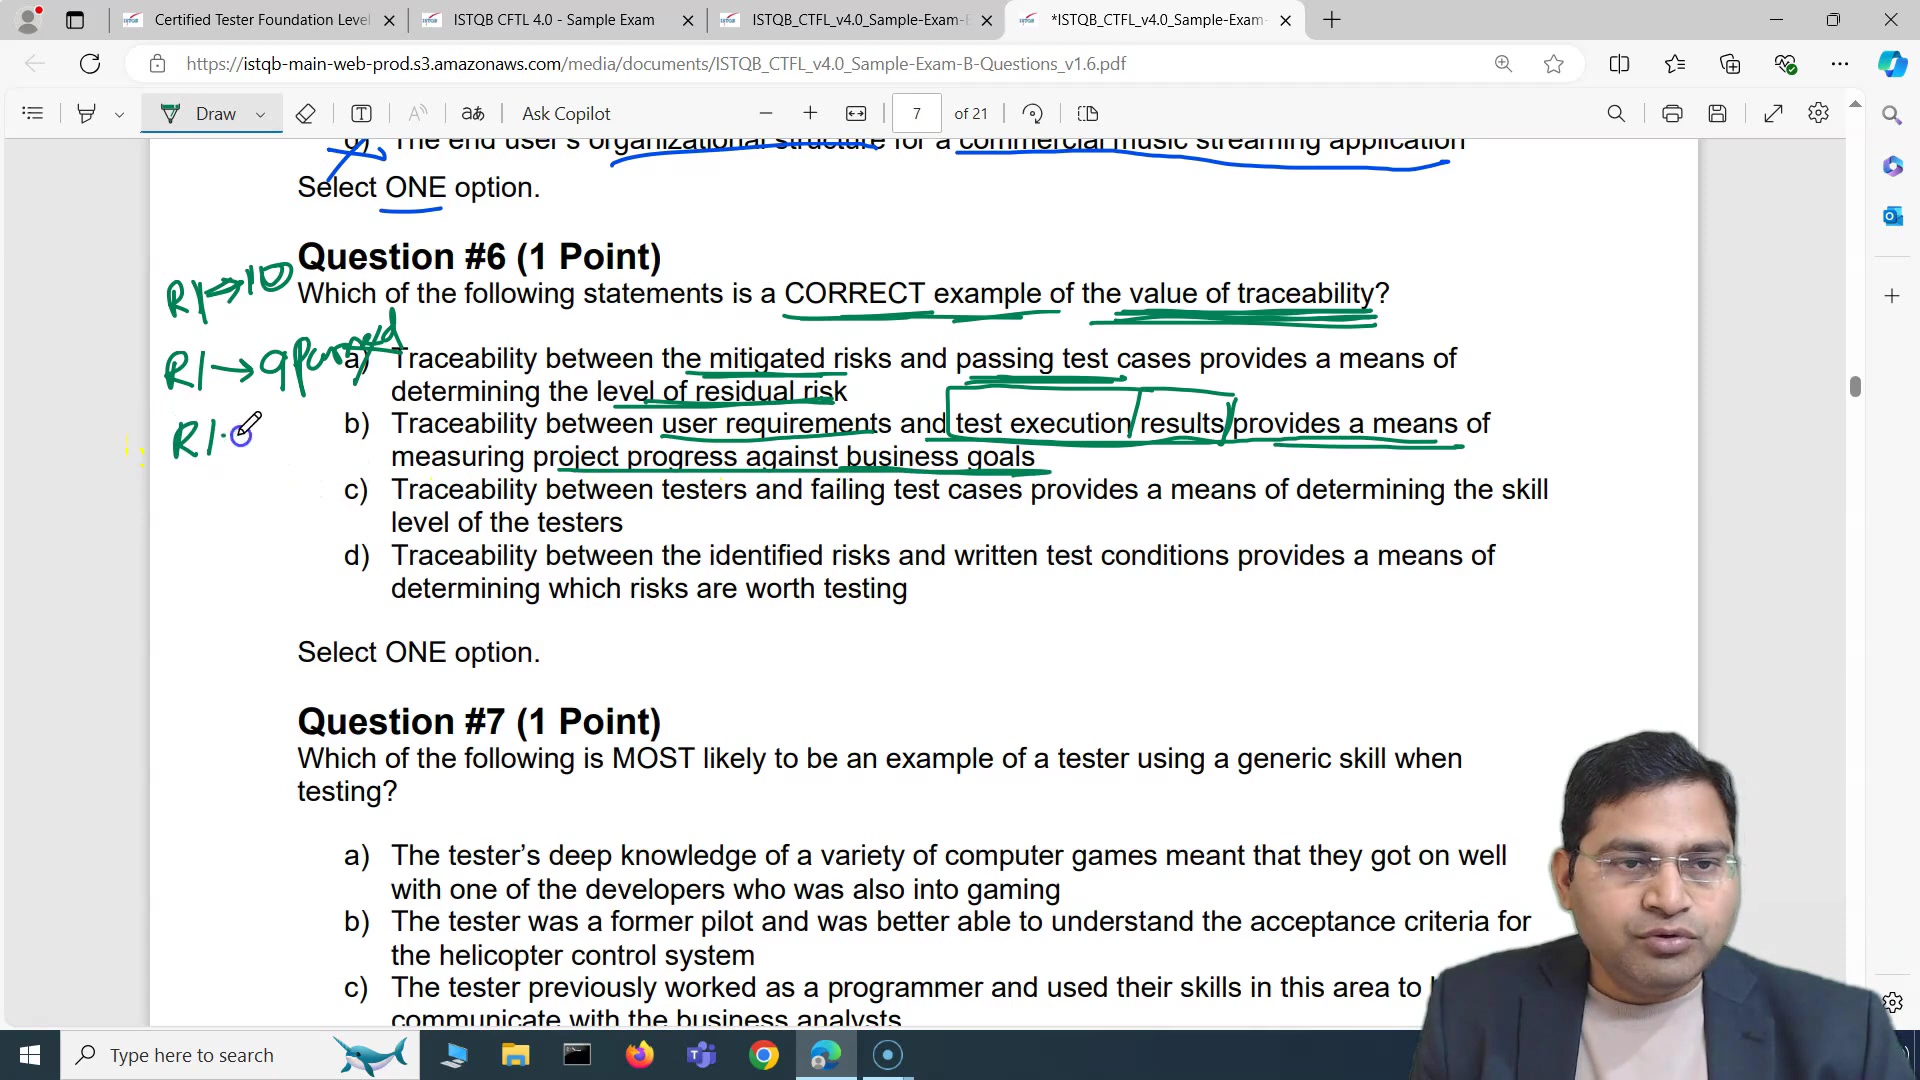 Certified Tester Foundation Level
ISTQB CFTL 4.0 - Sample Exam
ISTQB_CTFL_v4.0_Sample-Exam-E
*ISTQB_CTFL_v4.0_Sample-Exam-
https://istqb-main-web-prod.s3.amazonaws.com/media/documents/ISTQB_CTFL_v4.0_Sample-Exam-B-Questions_v1.6.pdf
Draw
Ask Copilot
7 of 21
The end user's organizational structure for a commercial music streaming application
Select ONE option.
Question #6 (1 Point)
R1 → 10
Which of the following statements is a CORRECT example of the value of traceability?
R1 → 9
a) Traceability between the mitigated risks and passing test cases provides a means of
determining the level of residual risk
R1
b) Traceability between user requirements and test execution results provides a means of
measuring project progress against business goals
c) Traceability between testers and failing test cases provides a means of determining the skill
level of the testers
d) Traceability between the identified risks and written test conditions provides a means of
determining which risks are worth testing
Select ONE option.
Question #7 (1 Point)
Which of the following is MOST likely to be an example of a tester using a generic skill when
testing?
a) The tester's deep knowledge of a variety of computer games meant that they got on well
with one of the developers who was also into gaming
b) The tester was a former pilot and was better able to understand the acceptance criteria for
the helicopter control system
c) The tester previously worked as a programmer and used their skills in this area to
communicate with the business analysts
Type here to search